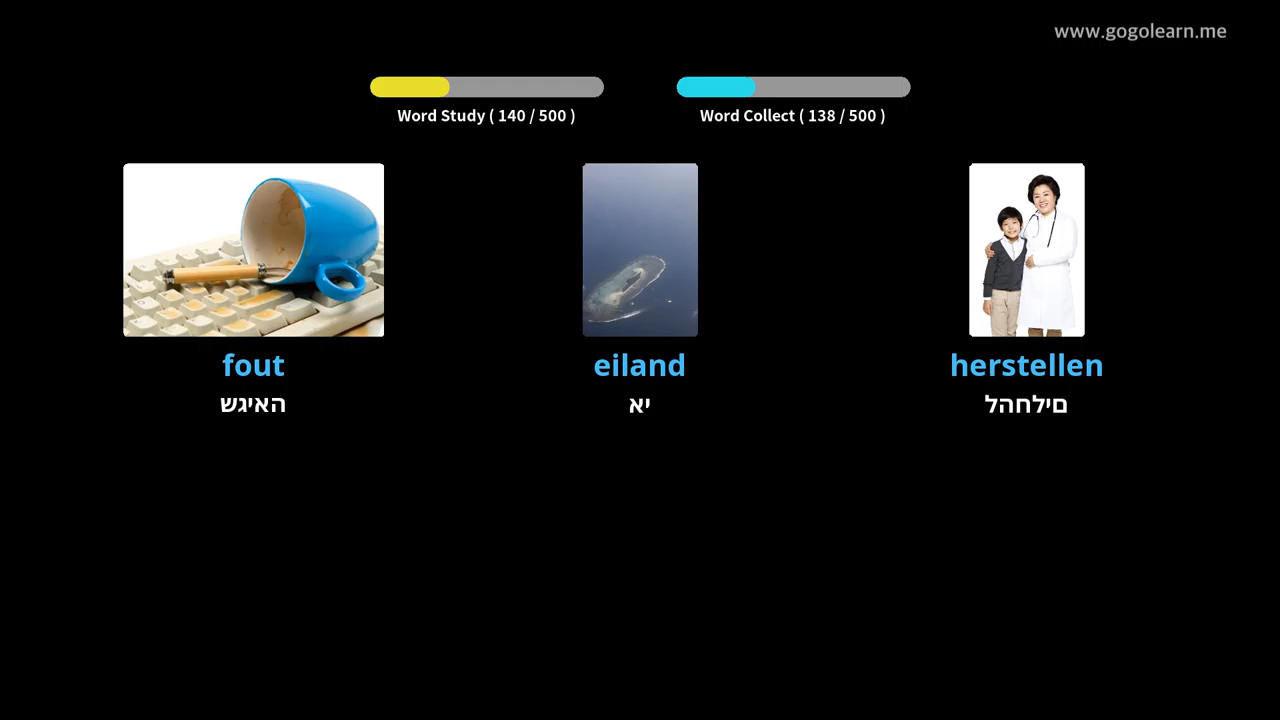 www.gogolearn.me
Word Study ( 140 / 500 )
Word Collect ( 138 / 500 )
fout
האיגש
eiland
יא
herstellen
םילחהל